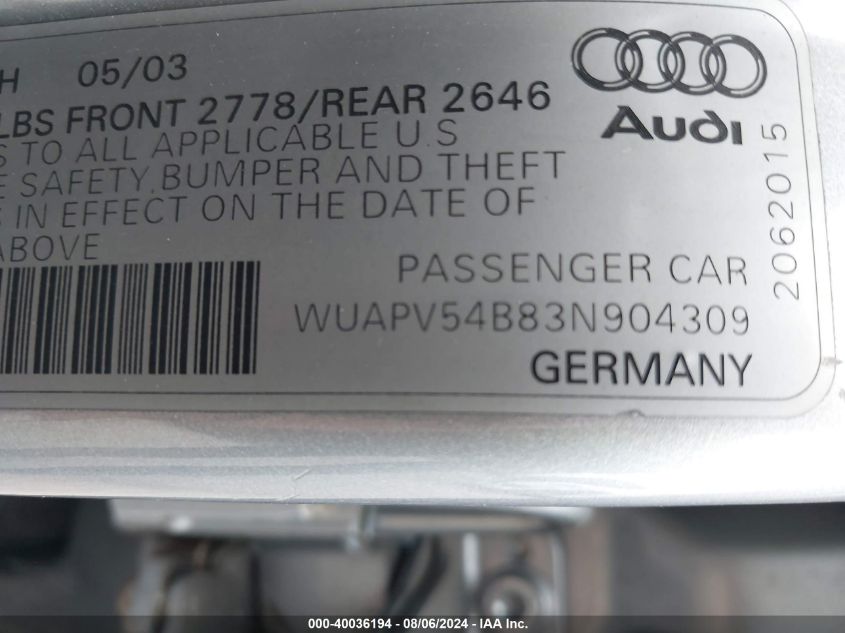 H 05/03
LBS FRONT 2778/REAR 2646
S TO ALL APPLICABLE U.S
E SAFETY, BUMPER AND THEFT
S IN EFFECT ON THE DATE OF
ABOVE
Audi
2062015
PASSENGER CAR
WUAPV54B83N904309
GERMANY
000-40036194 - 08/06/2024 - IAA Inc.